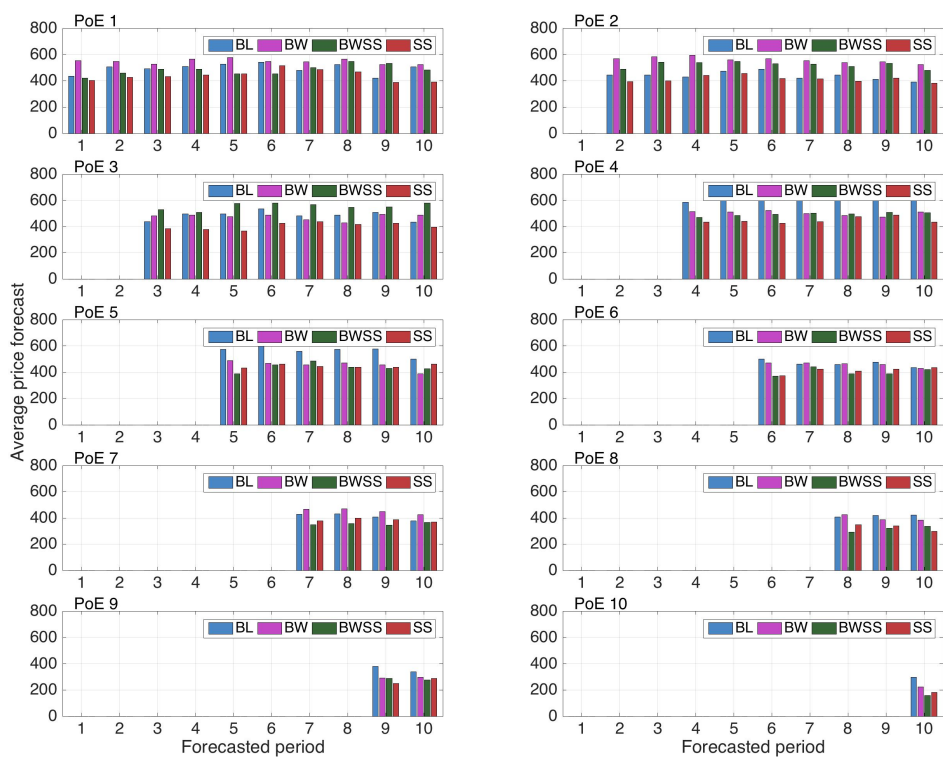 PoE 1
BL BW BWSS SS
800
600
400
200
0
1 2 3 4 5 6 7 8 9 10
PoE 2
BL BW BWSS SS
800
600
400
200
0
1 2 3 4 5 6 7 8 9 10
PoE 3
BL BW BWSS SS
800
600
400
200
0
1 2 3 4 5 6 7 8 9 10
PoE 4
BL BW BWSS SS
800
600
400
200
0
1 2 3 4 5 6 7 8 9 10
Average price forecast
PoE 5
BL BW BWSS SS
800
600
400
200
0
1 2 3 4 5 6 7 8 9 10
PoE 6
BL BW BWSS SS
800
600
400
200
0
1 2 3 4 5 6 7 8 9 10
PoE 7
BL BW BWSS SS
800
600
400
200
0
1 2 3 4 5 6 7 8 9 10
PoE 8
BL BW BWSS SS
800
600
400
200
0
1 2 3 4 5 6 7 8 9 10
PoE 9
BL BW BWSS SS
800
600
400
200
0
1 2 3 4 5 6 7 8 9 10
Forecasted period
PoE 10
BL BW BWSS SS
800
600
400
200
0
1 2 3 4 5 6 7 8 9 10
Forecasted period